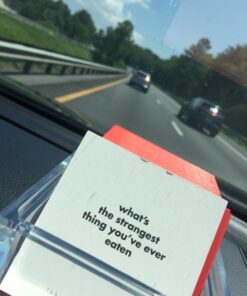 what's
the strangest
thing you've ever
eaten